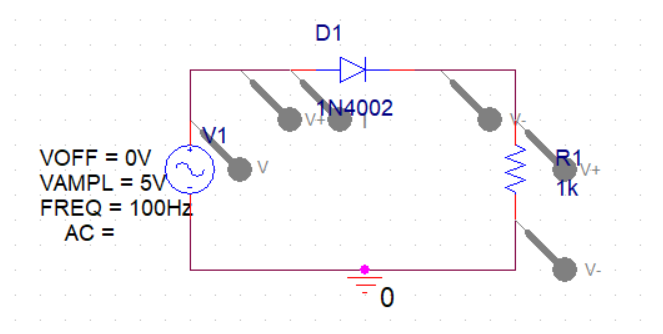 D1
1N4002
V+
I
V-
V1
V
VOFF = 0V
VAMPL = 5V
FREQ = 100Hz
AC =
R1
1k
V+
V-
0